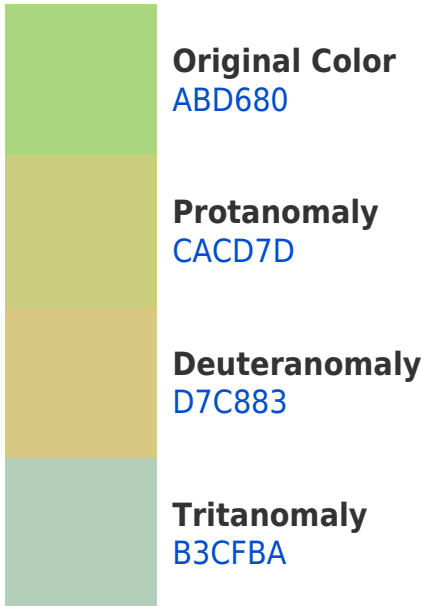 Original Color
ABD680
Protanomaly
CACD7D
Deuteranomaly
D7C883
Tritanomaly
B3CFBA